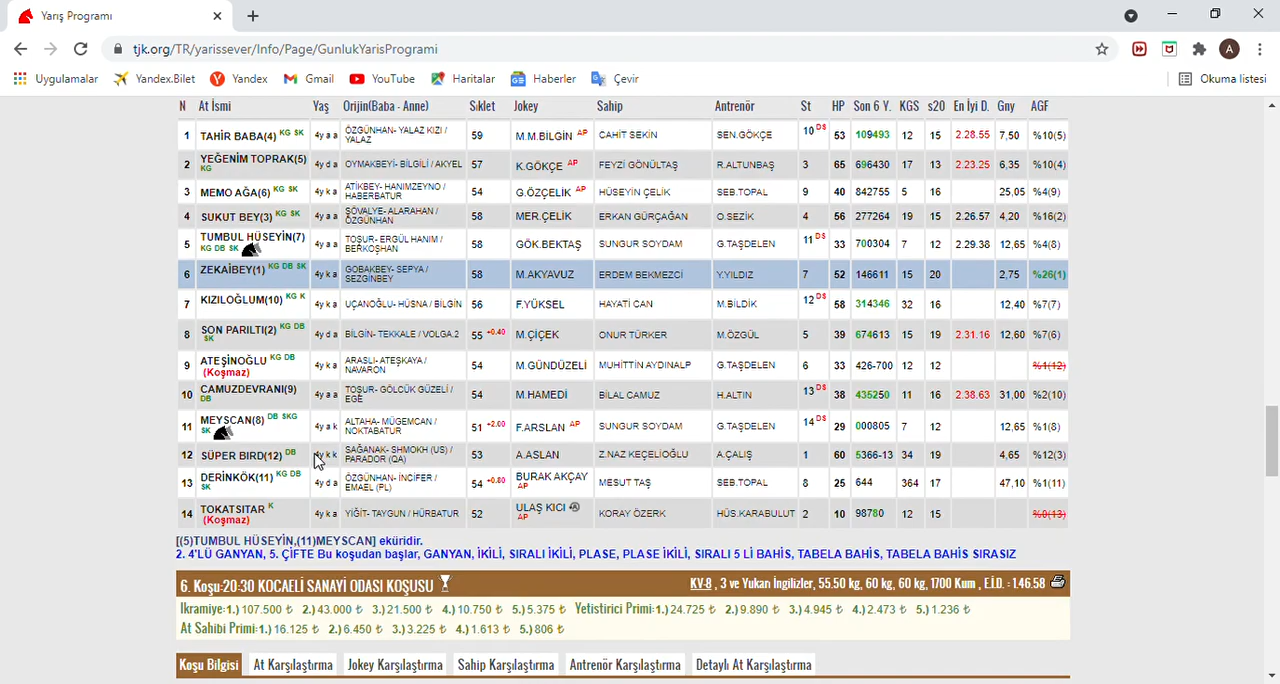 Yarış Programı
tjk.org/TR/yarissever/Info/Page/GunlukYarisProgrami
A
Uygulamalar Yandex.Bilet Yandex Gmail YouTube Haritalar Haberler Çevir Okuma listesi
N At İsmi Yaş Orijin(Baba - Anne) Sıklet Jokey Sahip Antrenör St HP Son 6 Y. KGS s20 En İyi D. Gny AGF
1 TAHİR BABA(4) KG SK 4y a a ÖZGÜNHAN- YALAZ KIZI / YALAZ 59 M.M.BİLGİN AP CAHİT SEKİN SEN.GÖKÇE 10 DS 53 109493 12 15 2.28.55 7,50 %10(5)
2 YEĞENİM TOPRAK(5) KG 4y d a OYMAKBEYİ- BİLGİLİ / AKYEL 57 K.GÖKÇE AP FEYZİ GÖNÜLTAŞ R.ALTUNBAŞ 3 65 696430 17 13 2.23.25 6,35 %10(4)
3 MEMO AĞA(6) KG SK 4y k a ATİKBEY- HANIMZEYNO / HABERBATUR 54 G.ÖZÇELİK AP HÜSEYİN ÇELİK SEB.TOPAL 9 40 842755 5 16 25,05 %4(9)
4 SUKUT BEY(3) KG SK 4y a a SÖVALYE- ALARAHAN / ÖZGÜNHAN 58 MER.ÇELİK ERKAN GÜRÇAĞAN O.SEZİK 4 56 277264 19 15 2.26.57 4,20 %16(2)
5 TUMBUL HÜSEYİN(7) KG DB SK 4y a a TOŞUR- ERGÜL HANIM / BERKOŞHAN 58 GÖK.BEKTAŞ SUNGUR SOYDAM G.TAŞDELEN 11 DS 33 700304 7 12 2.29.38 12,65 %4(8)
6 ZEKAİBEY(1) KG DB SK 4y k a GOBAKBEY- SEPYA / SEZGİNBEY 58 M.AKYAVUZ ERDEM BEKMEZCİ Y.YILDIZ 7 52 146611 15 20 2,75 %26(1)
7 KIZILOĞLUM(10) KG K 4y k a UÇANOĞLU- HÜSNA / BİLGİN 56 F.YÜKSEL HAYATİ CAN M.BİLDİK 12 DS 58 314346 32 16 12,40 %7(7)
8 SON PARILTI(2) KG DB SK 4y d a BİLGİN- TEKKALE / VOLGA.2 55 +0.40 M.ÇİÇEK ONUR TÜRKER M.ÖZGÜL 5 39 674613 15 19 2.31.16 12,60 %7(6)
9 ATEŞİNOĞLU KG DB (Koşmaz) 4y k a ARASLI- ATEŞKAYA / NAVARON 54 M.GÜNDÜZELİ MUHİTTİN AYDINALP G.TAŞDELEN 6 33 426-700 12 12 %1(12)
10 CAMUZDEVRANI(9) DB 4y a a TOŞUR- GÖLCÜK GÜZELİ / EGE 54 M.HAMEDİ BİLAL CAMUZ H.ALTIN 13 DS 38 435250 11 16 2.38.63 31,00 %2(10)
11 MEYSCAN(8) DB SKG SK 4y a k ALTAHA- MÜGEMCAN / NOKTABATUR 51 +2.00 F.ARSLAN AP SUNGUR SOYDAM G.TAŞDELEN 14 DS 29 000805 7 12 12,65 %1(8)
12 SÜPER BIRD(12) DB 4y k k SAĞANAK- SHMOKH (US) / PARADOR (QA) 53 A.ASLAN Z.NAZ KEÇELİOĞLU A.ÇALIŞ 1 60 5366-13 34 19 4,65 %12(3)
13 DERİNKÖK(11) KG DB SK 4y d a ÖZGÜNHAN- İNCİFER / EMAEL (PL) 54 +0.80 BURAK AKÇAY AP MESUT TAŞ SEB.TOPAL 8 25 644 364 17 47,10 %1(11)
14 TOKATSITAR K (Koşmaz) 4y k a YİĞİT- TAYGUN / HÜRBATUR 52 ULAŞ KICI AP KORAY ÖZERK HÜS.KARABULUT 2 10 98780 12 15 %0(13)
[(5)TUMBUL HÜSEYİN,(11)MEYSCAN] eküridir.
2. 4'LÜ GANYAN, 5. ÇİFTE Bu koşudan başlar, GANYAN, İKİLİ, SIRALI İKİLİ, PLASE, PLASE İKİLİ, SIRALI 5 Lİ BAHİS, TABELA BAHİS, TABELA BAHİS SIRASIZ
6. Koşu:20:30 KOCAELİ SANAYİ ODASI KOŞUSU KV-8 , 3 ve Yukarı İngilizler, 55.50 kg, 60 kg, 60 kg, 1700 Kum , E.İ.D. : 1.46.58
Ikramiye:1.) 107.500 ₺ 2.) 43.000 ₺ 3.) 21.500 ₺ 4.) 10.750 ₺ 5.) 5.375 ₺ Yetistirici Primi:1.) 24.725 ₺ 2.) 9.890 ₺ 3.) 4.945 ₺ 4.) 2.473 ₺ 5.) 1.236 ₺
At Sahibi Primi:1.) 16.125 ₺ 2.) 6.450 ₺ 3.) 3.225 ₺ 4.) 1.613 ₺ 5.) 806 ₺
Koşu Bilgisi At Karşılaştırma Jokey Karşılaştırma Sahip Karşılaştırma Antrenör Karşılaştırma Detaylı At Karşılaştırma